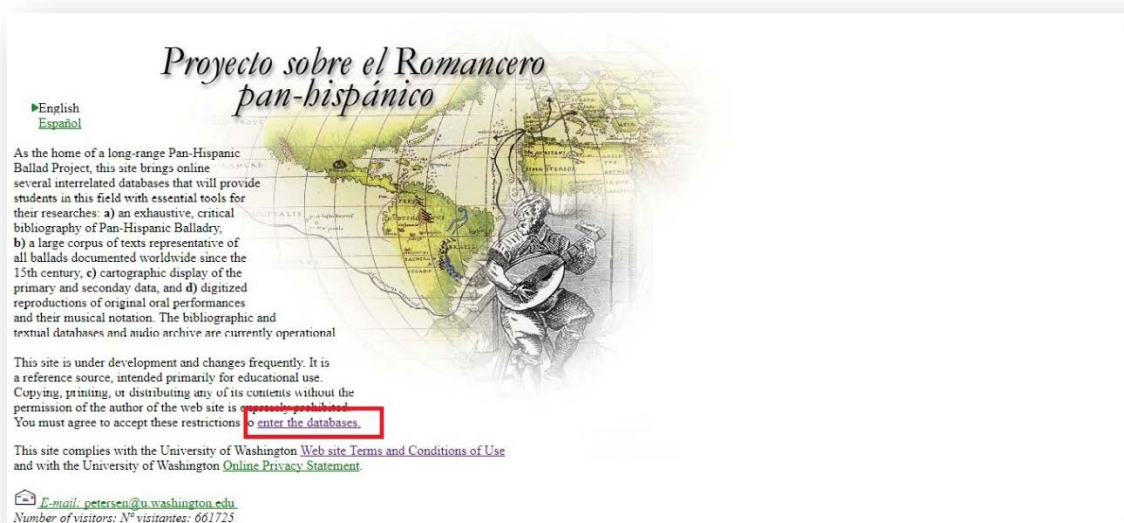 Proyecto sobre el Romancero
pan-hispánico
English
Español
As the home of a long-range Pan-Hispanic
Ballad Project, this site brings online
several interrelated databases that will provide
students in this field with essential tools for
their researches: a) an exhaustive, critical
bibliography of Pan-Hispanic Balladry,
b) a large corpus of texts representative of
all ballads documented worldwide since the
15th century, c) cartographic display of the
primary and seconday data, and d) digitized
reproductions of original oral performances
and their musical notation. The bibliographic and
textual databases and audio archive are currently operational
This site is under development and changes frequently. It is
a reference source, intended primarily for educational use.
Copying, printing, or distributing any of its contents without the
permission of the author of the web site is expressly prohibited.
You must agree to accept these restrictions to enter the databases.
This site complies with the University of Washington Web site Terms and Conditions of Use
and with the University of Washington Online Privacy Statement.
E-mail: petersen@u.washington.edu
Number of visitors: Nº visitantes: 661725